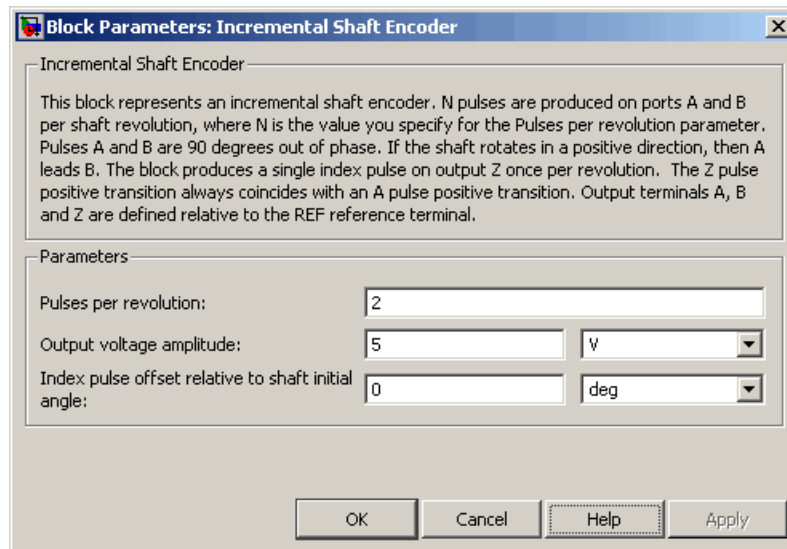 Block Parameters: Incremental Shaft Encoder
Incremental Shaft Encoder
This block represents an incremental shaft encoder. N pulses are produced on ports A and B
per shaft revolution, where N is the value you specify for the Pulses per revolution parameter.
Pulses A and B are 90 degrees out of phase. If the shaft rotates in a positive direction, then A
leads B. The block produces a single index pulse on output Z once per revolution.  The Z pulse
positive transition always coincides with an A pulse positive transition. Output terminals A, B
and Z are defined relative to the REF reference terminal.
Parameters
Pulses per revolution: 2
Output voltage amplitude: 5 V
Index pulse offset relative to shaft initial
angle: 0 deg
OK Cancel Help Apply